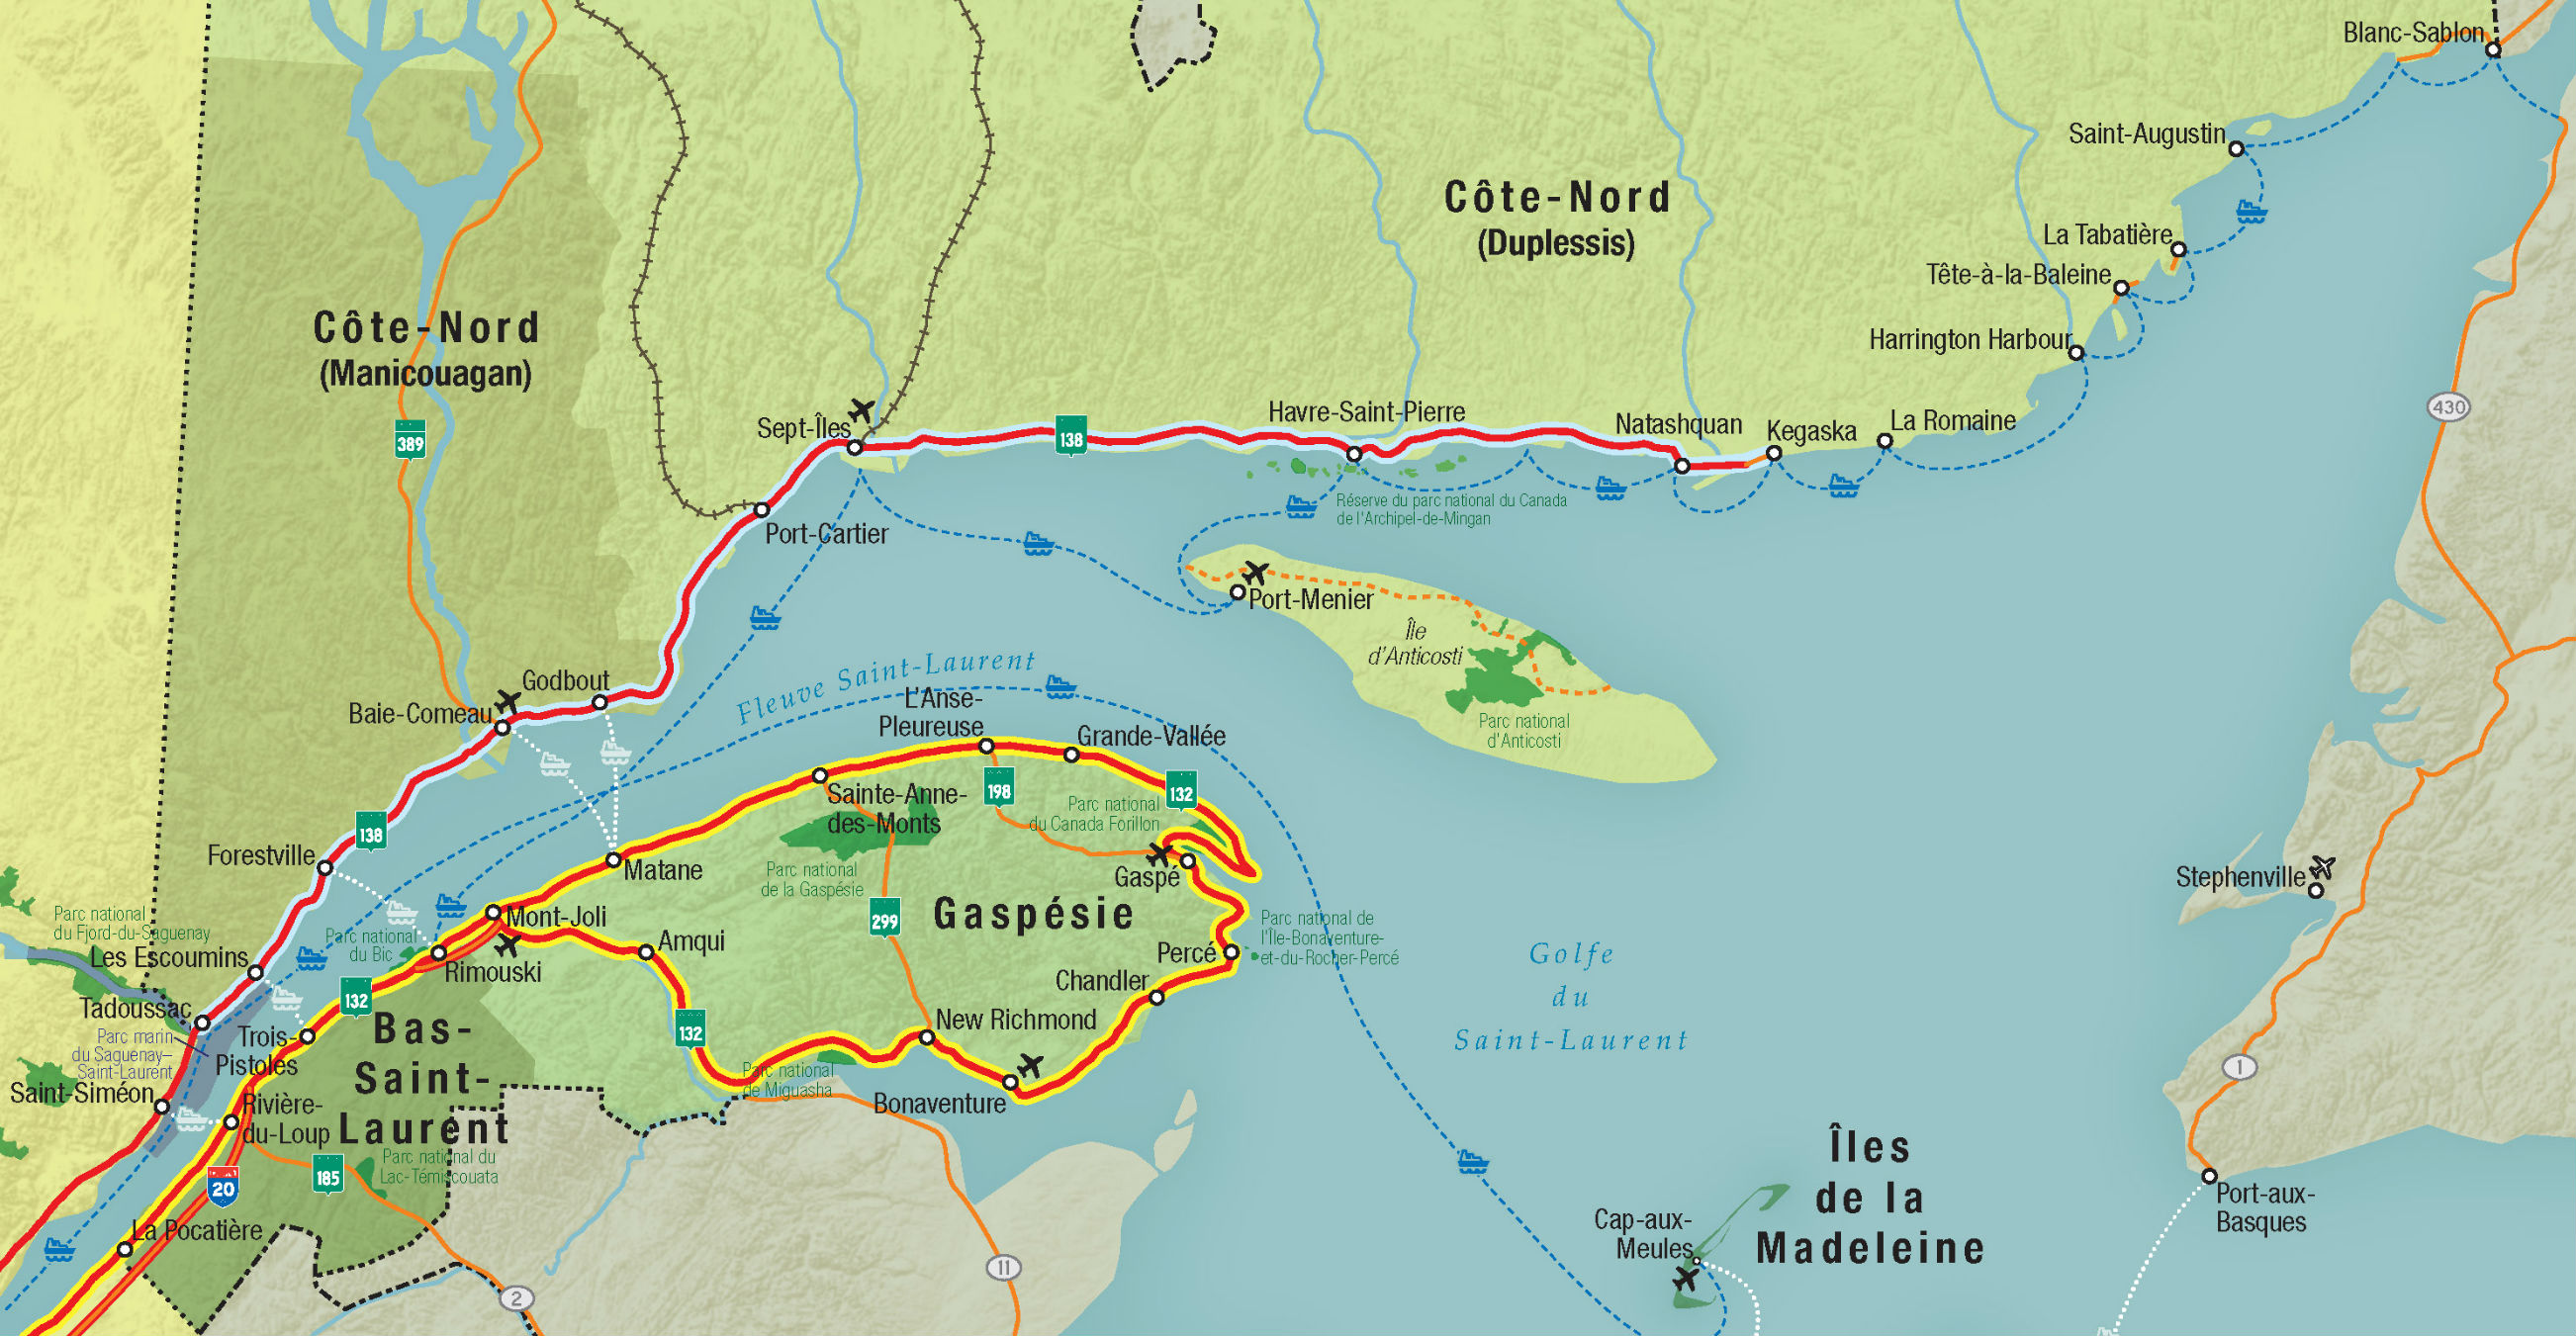 Blanc-Sablon
Saint-Augustin
La Tabatière
Tête-à-la-Baleine
Harrington Harbour
Côte-Nord
(Duplessis)
Côte-Nord
(Manicouagan)
389
430
Sept-Îles
138
Havre-Saint-Pierre
Natashquan
Kegaska
La Romaine
Réserve du parc national du Canada
de l'Archipel-de-Mingan
Port-Cartier
Port-Menier
Île
d'Anticosti
Parc national
d'Anticosti
Godbout
Baie-Comeau
Fleuve Saint-Laurent
L'Anse-
Pleureuse
Grande-Vallée
Sainte-Anne-
des-Monts
198
132
Parc national
du Canada Forillon
138
Forestville
Matane
Parc national
de la Gaspésie
Gaspé
Stephenville
Parc national
du Fjord-du-Saguenay
Parc national
du Bic
Mont-Joli
Amqui
299
Gaspésie
Parc national de
l'Île-Bonaventure-
et-du-Rocher-Percé
Percé
Golfe
du
Saint-Laurent
Les Escoumins
Rimouski
Chandler
132
Tadoussac
Parc marin
du Saguenay–
Saint-Laurent
Trois-
Pistoles
Bas-
Saint-
Laurent
132
New Richmond
Parc national
de Miguasha
Bonaventure
1
Saint-Siméon
Rivière-
du-Loup
Parc national du
Lac-Témiscouata
20
185
La Pocatière
2
11
Cap-aux-
Meules
Îles
de la
Madeleine
Port-aux-
Basques